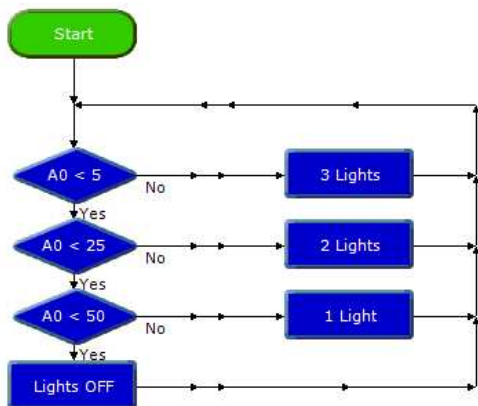 Start
A0 < 5
No
3 Lights
Yes
A0 < 25
No
2 Lights
Yes
A0 < 50
No
1 Light
Yes
Lights OFF